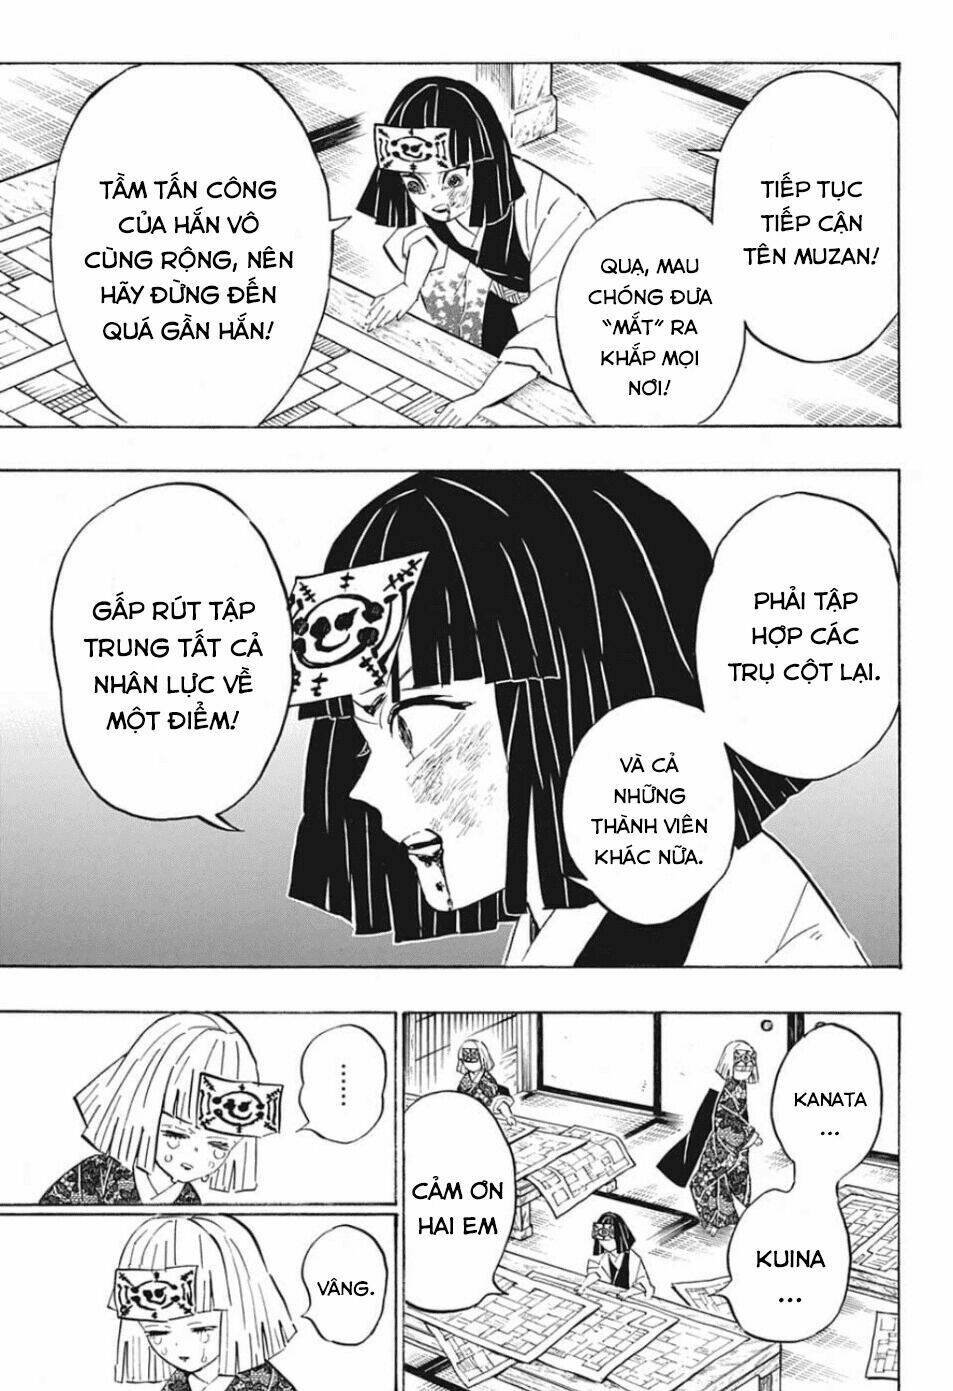 TIẾP TỤC
TIẾP CẬN
TÊN MUZAN!
QUẠ, MAU
CHÓNG ĐƯA
“MẮT” RA
KHẮP MỌI
NƠI!
TẦM TẤN CÔNG
CỦA HẮN VÔ
CÙNG RỘNG, NÊN
HÃY ĐỪNG ĐẾN
QUÁ GẦN HẮN!
PHẢI TẬP
HỢP CÁC
TRỤ CỘT LẠI.
VÀ CẢ
NHỮNG
THÀNH VIÊN
KHÁC NỮA.
GẤP RÚT TẬP
TRUNG TẤT CẢ
NHÂN LỰC VỀ
MỘT ĐIỂM!
KANATA
...
KUINA
...
CẢM ƠN
HAI EM
......
VÂNG.